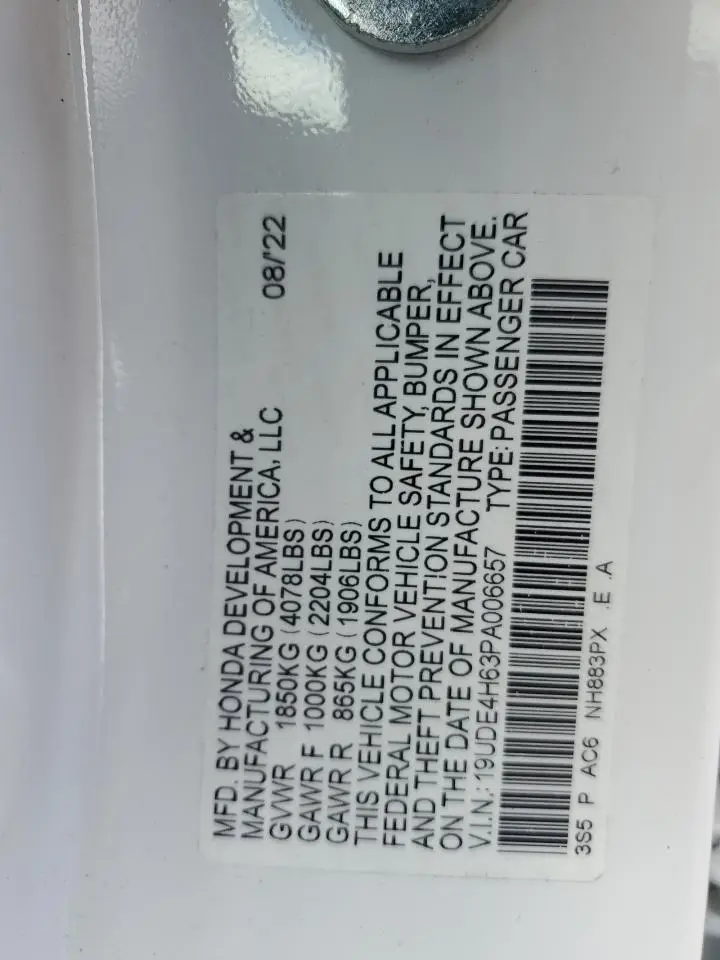 MFD. BY HONDA DEVELOPMENT &
MANUFACTURING OF AMERICA, LLC 08/'22
GVWR 1850KG (4078LBS)
GAWR F 1000KG (2204LBS)
GAWR R 865KG (1906LBS)
THIS VEHICLE CONFORMS TO ALL APPLICABLE
FEDERAL MOTOR VEHICLE SAFETY, BUMPER,
AND THEFT PREVENTION STANDARDS IN EFFECT
ON THE DATE OF MANUFACTURE SHOWN ABOVE.
V.I.N.: 19UDE4H63PA006657 TYPE: PASSENGER CAR
3S5 P AC6 NH883PX .E .A